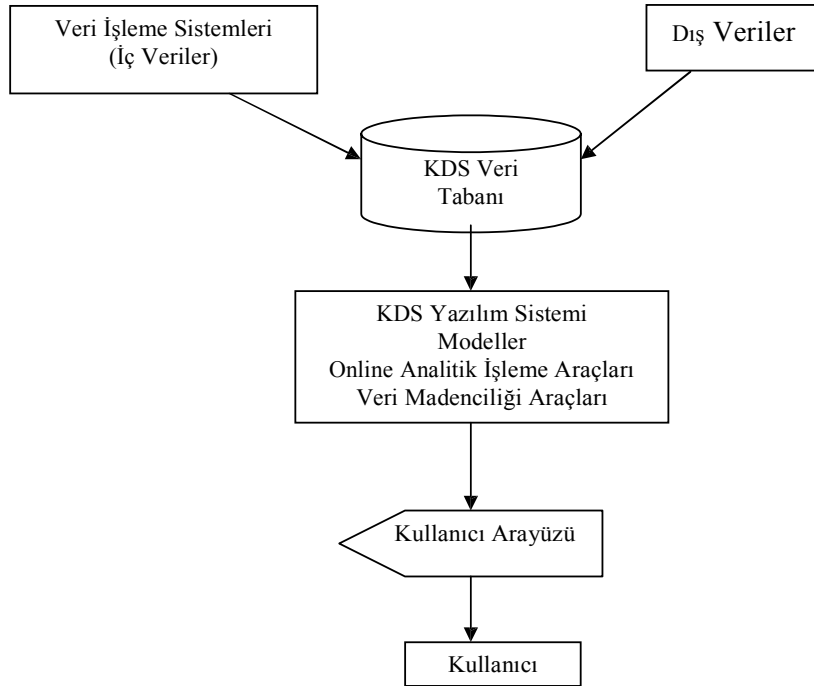 Veri İşleme Sistemleri
(İç Veriler)
Dış Veriler
KDS Veri
Tabanı
KDS Yazılım Sistemi
Modeller
Online Analitik İşleme Araçları
Veri Madenciliği Araçları
Kullanıcı Arayüzü
Kullanıcı